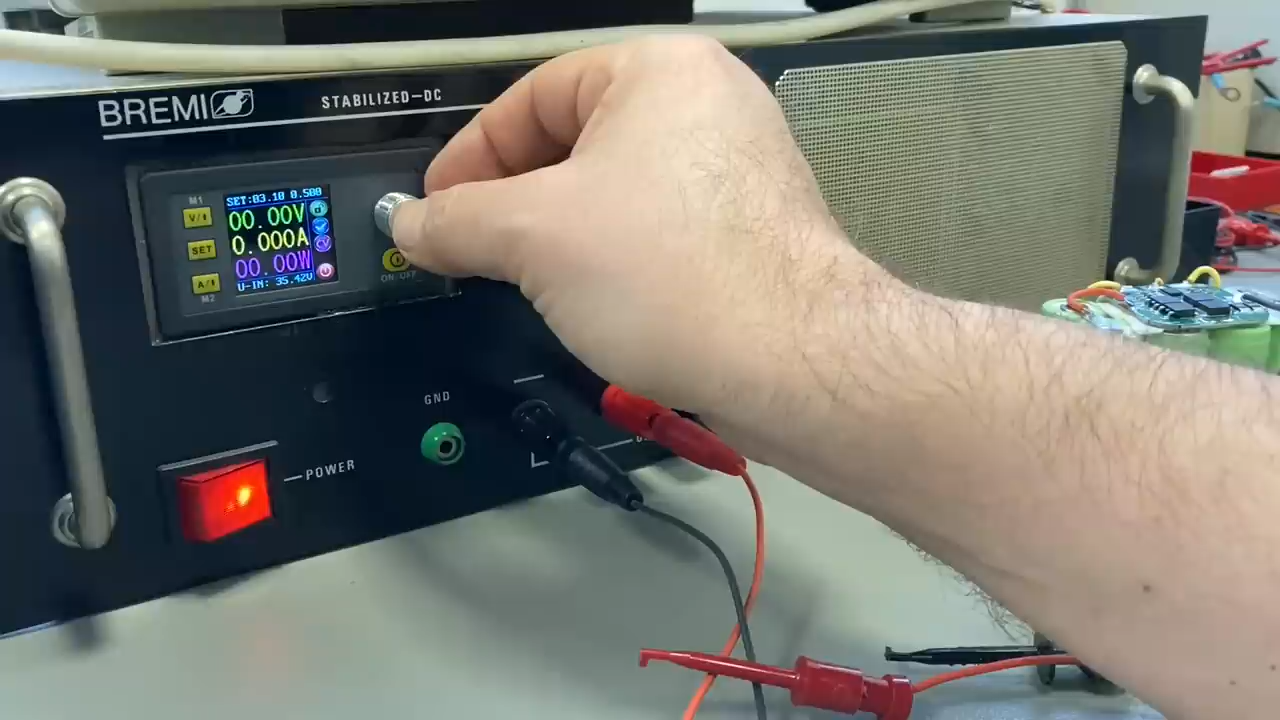 BREMI
STABILIZED-DC
M1
V/⬍
SET
A/⬍
M2
SET:03.10 0.500
00.00V
0.000A
00.00W
U-IN: 35.42V
CV
ON/OFF
POWER
GND